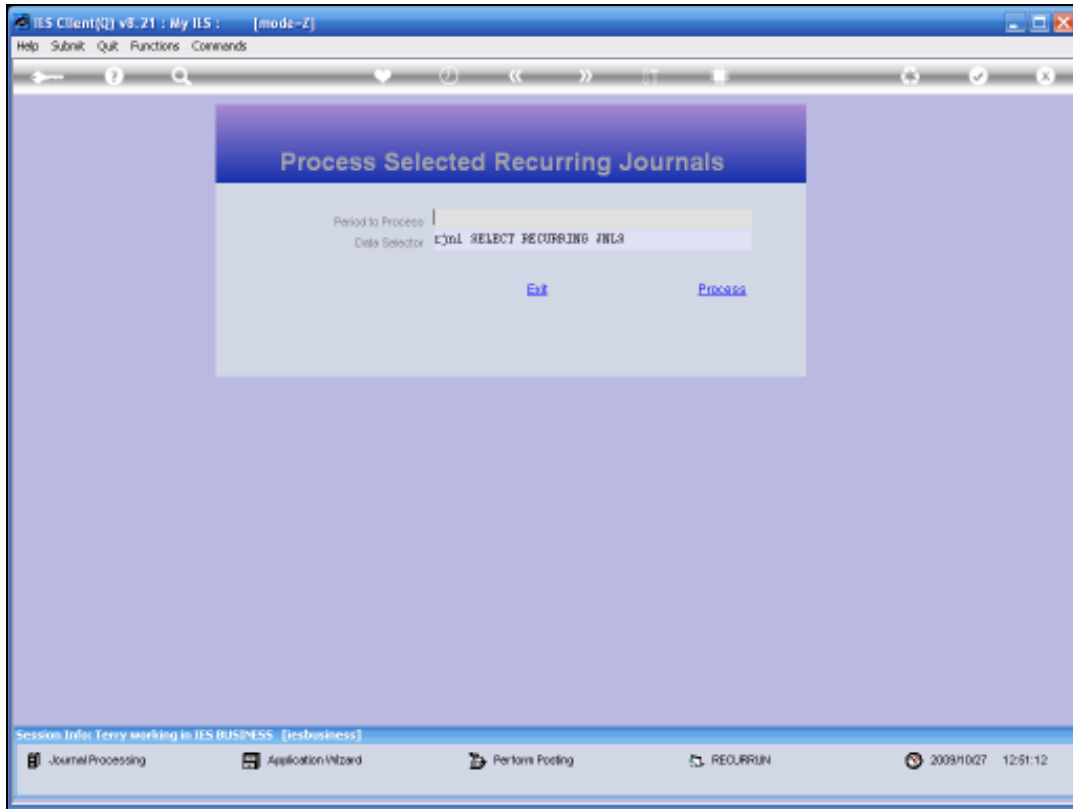 IES Client(Q) v8.21 : My IES : [mode-Z]
Help Submit Quit Functions Commands
Process Selected Recurring Journals
Period to Process
Data Selector rjnl SELECT RECURRING JNLS
Exit Process
Session Info: Terry working in IES BUSINESS [iesbusiness]
Journal Processing Application Wizard Perform Posting RECURRUN 2009/10/27 12:51:12